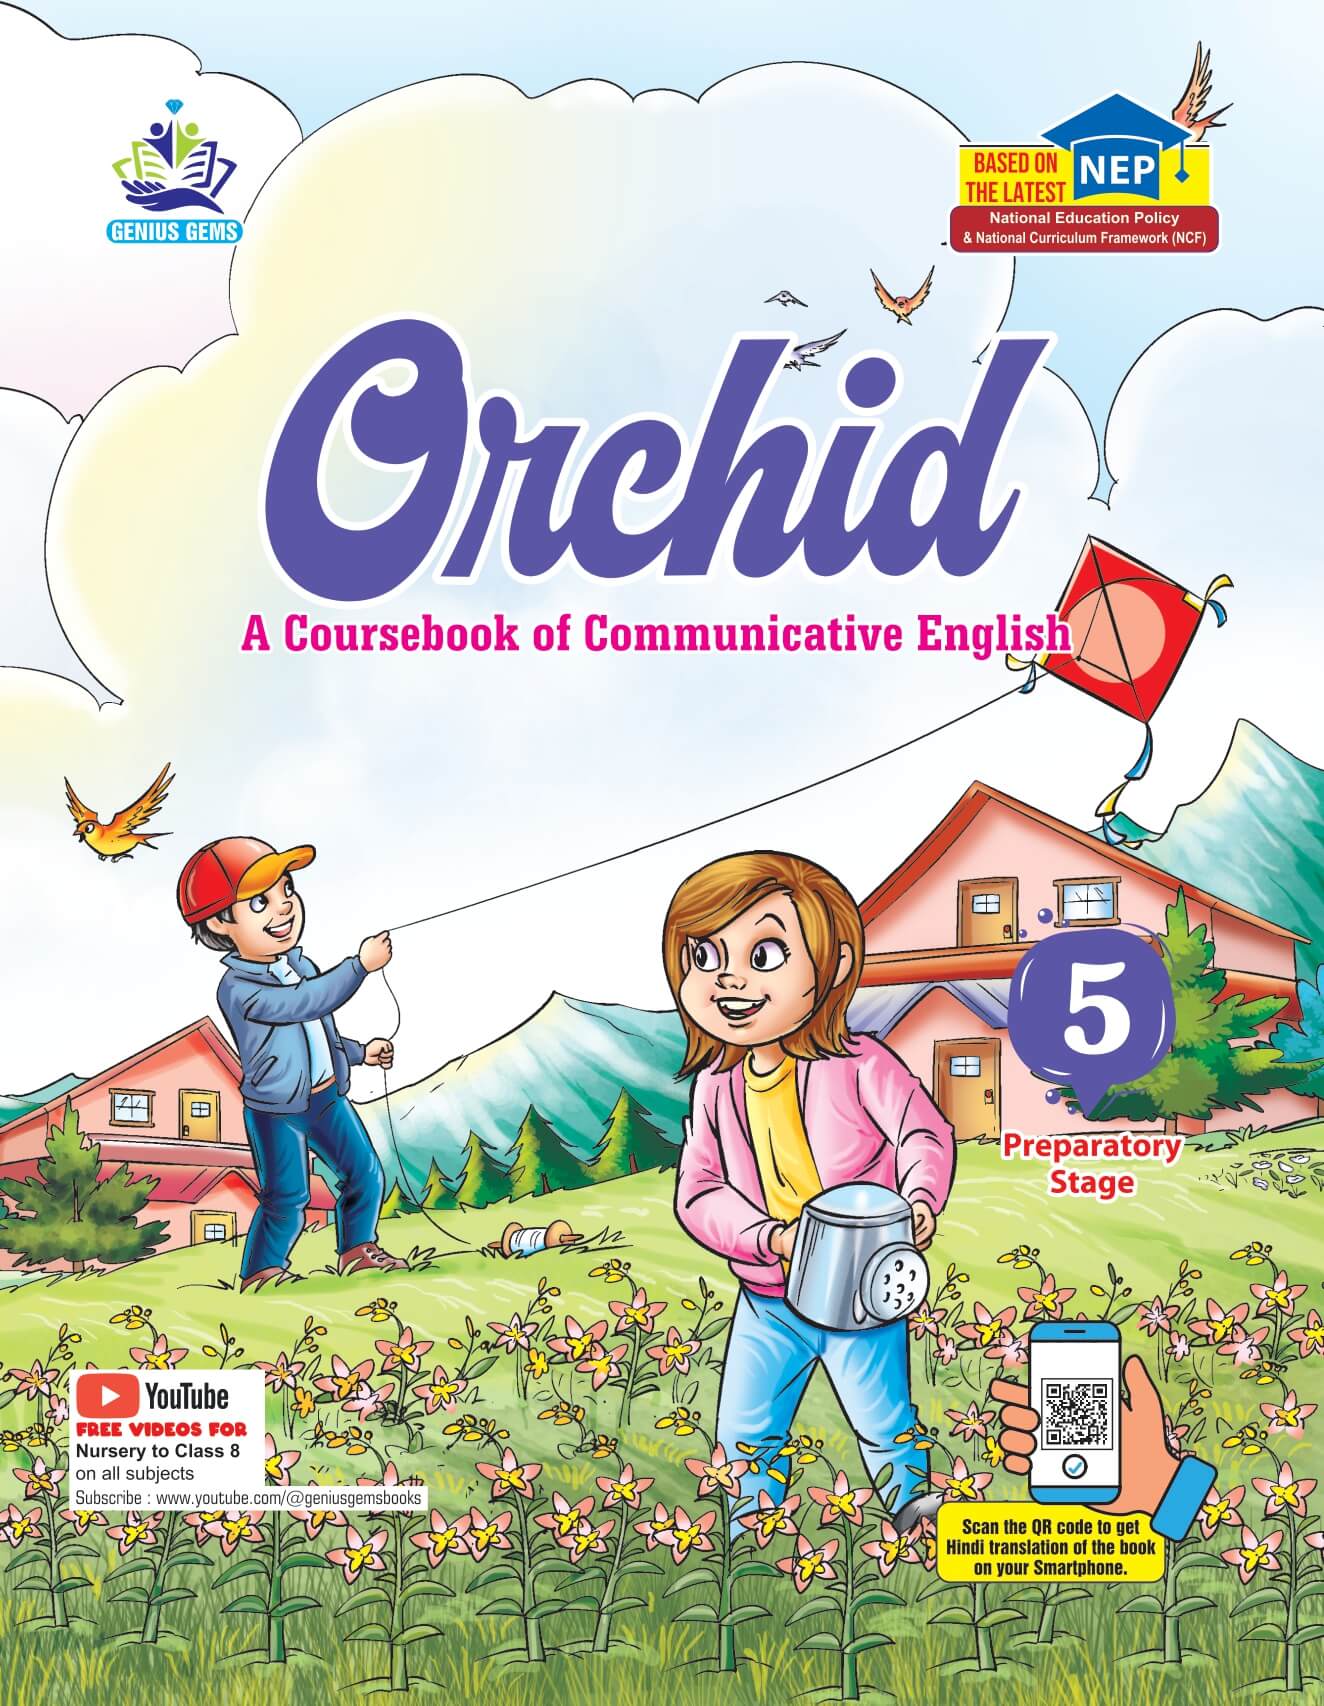 GENIUS GEMS
BASED ON
THE LATEST
NEP
National Education Policy
& National Curriculum Framework (NCF)
Orchid
A Coursebook of Communicative English
5
Preparatory
Stage
YouTube
FREE VIDEOS FOR
Nursery to Class 8
on all subjects
Subscribe : www.youtube.com/@geniusgemsbooks
Scan the QR code to get
Hindi translation of the book
on your Smartphone.